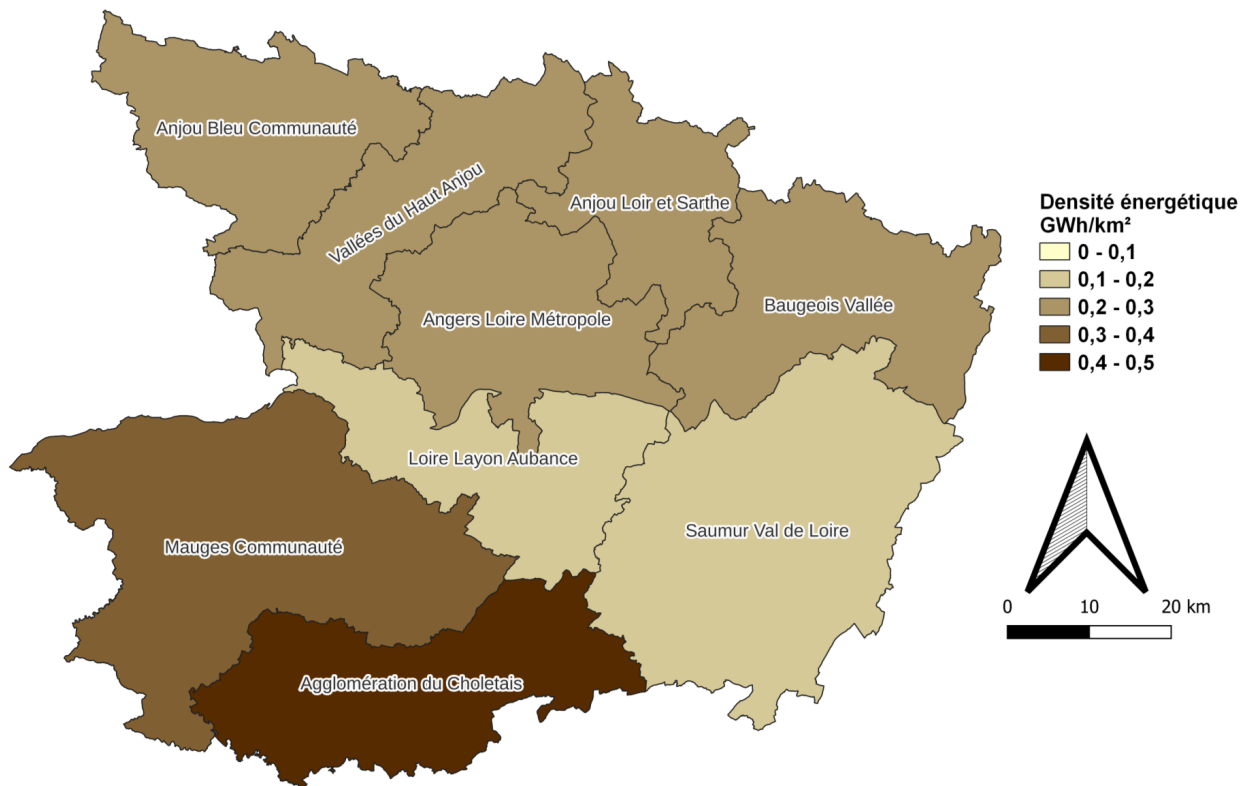 Anjou Bleu Communauté
Vallées du Haut Anjou
Anjou Loir et Sarthe
Angers Loire Métropole
Baugeois Vallée
Loire Layon Aubance
Saumur Val de Loire
Mauges Communauté
Agglomération du Choletais
Densité énergétique
GWh/km²
0 - 0,1
0,1 - 0,2
0,2 - 0,3
0,3 - 0,4
0,4 - 0,5
0 10 20 km